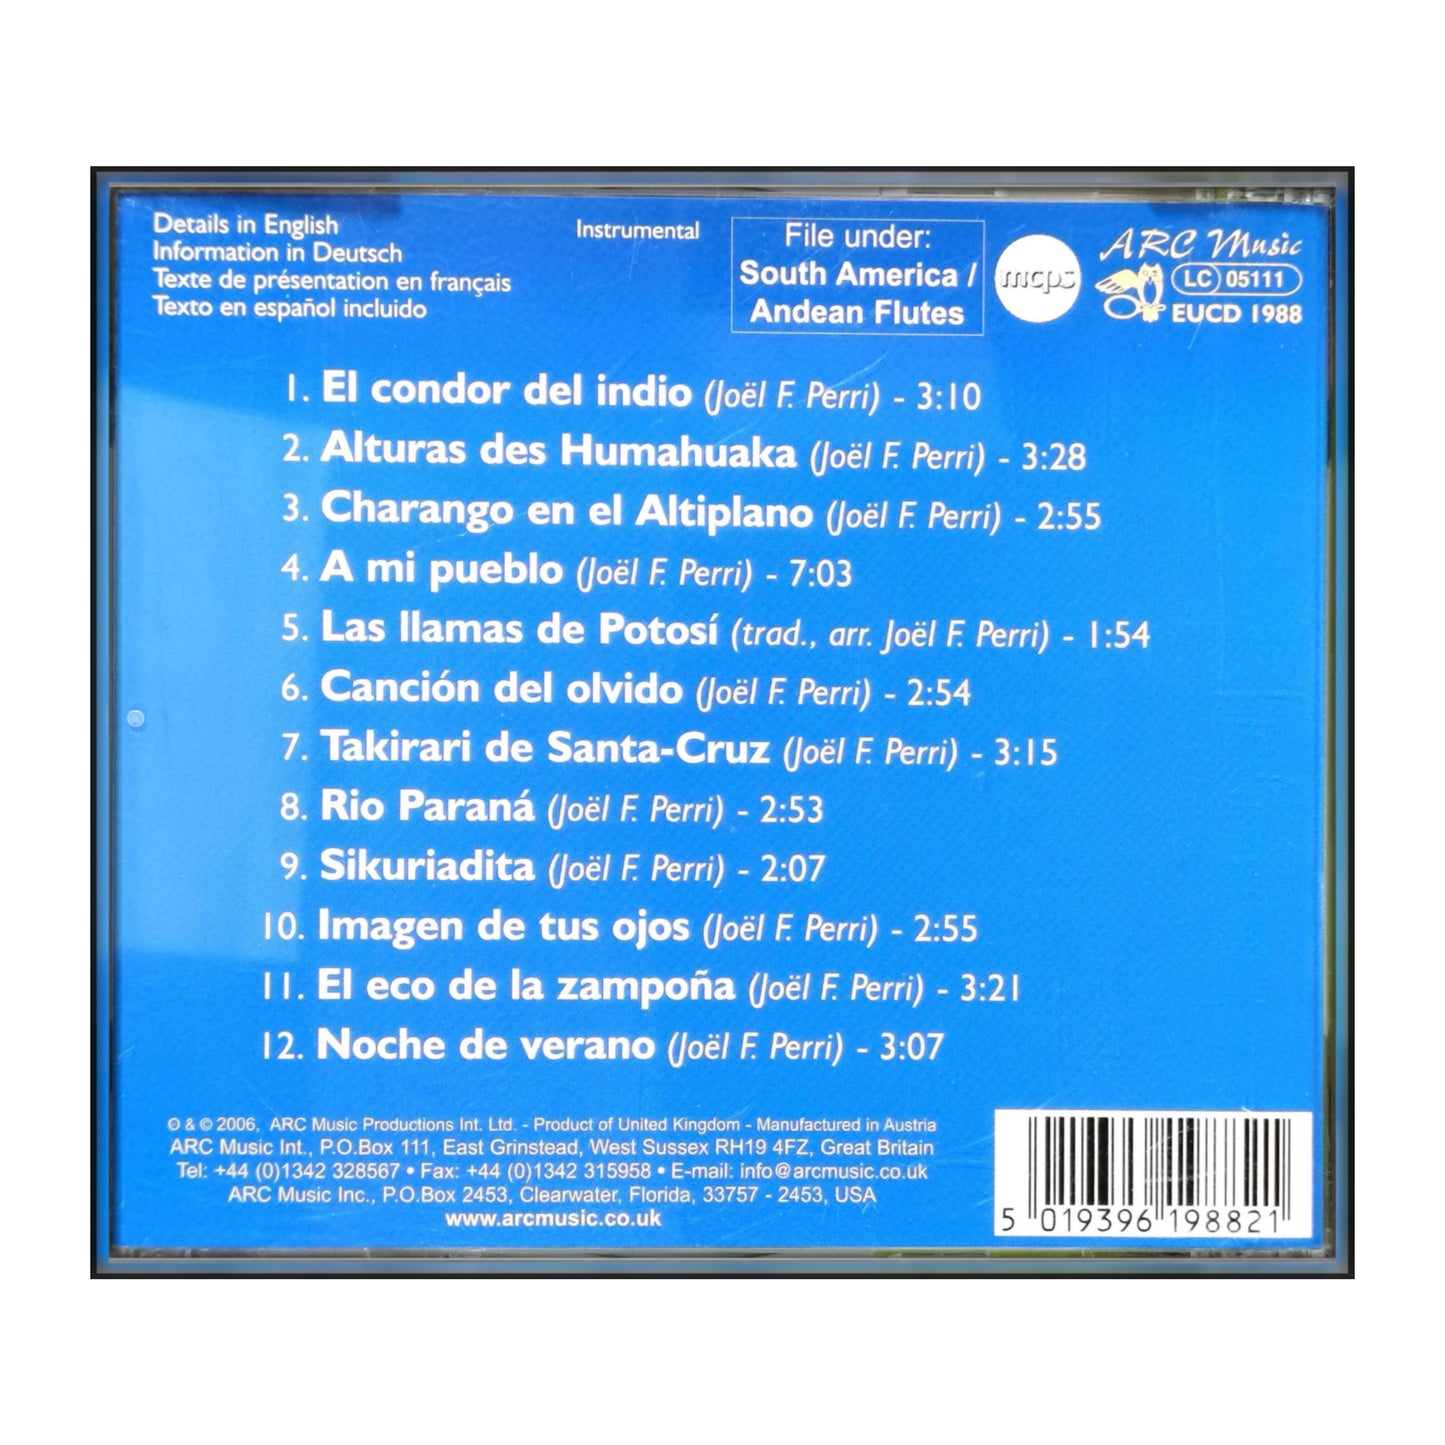 Details in English
Information in Deutsch
Texte de présentation en français
Texto en español incluido
Instrumental
File under:
South America /
Andean Flutes
mcps
ARC Music
LC 05111
EUCD 1988
1. El condor del indio (Joël F. Perri) - 3:10
2. Alturas des Humahuaka (Joël F. Perri) - 3:28
3. Charango en el Altiplano (Joël F. Perri) - 2:55
4. A mi pueblo (Joël F. Perri) - 7:03
5. Las llamas de Potosí (trad., arr. Joël F. Perri) - 1:54
6. Canción del olvido (Joël F. Perri) - 2:54
7. Takirari de Santa-Cruz (Joël F. Perri) - 3:15
8. Rio Paraná (Joël F. Perri) - 2:53
9. Sikuriadita (Joël F. Perri) - 2:07
10. Imagen de tus ojos (Joël F. Perri) - 2:55
11. El eco de la zampoña (Joël F. Perri) - 3:21
12. Noche de verano (Joël F. Perri) - 3:07
℗ & © 2006, ARC Music Productions Int. Ltd. - Product of United Kingdom - Manufactured in Austria
ARC Music Int., P.O.Box 111, East Grinstead, West Sussex RH19 4FZ, Great Britain
Tel: +44 (0)1342 328567 • Fax: +44 (0)1342 315958 • E-mail: info@arcmusic.co.uk
ARC Music Inc., P.O.Box 2453, Clearwater, Florida, 33757 - 2453, USA
www.arcmusic.co.uk
5 019396 198821